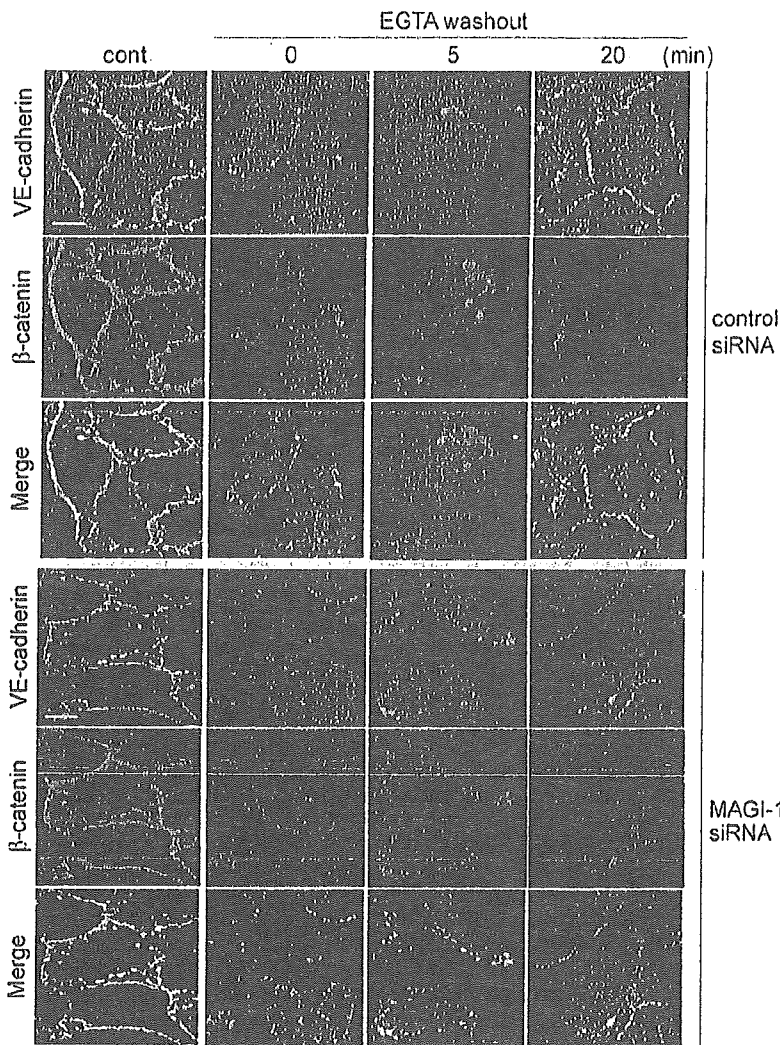 EGTA washout
cont. 0 5 20 (min)
VE-cadherin
β-catenin
Merge
control
siRNA
VE-cadherin
β-catenin
Merge
MAGI-1
siRNA